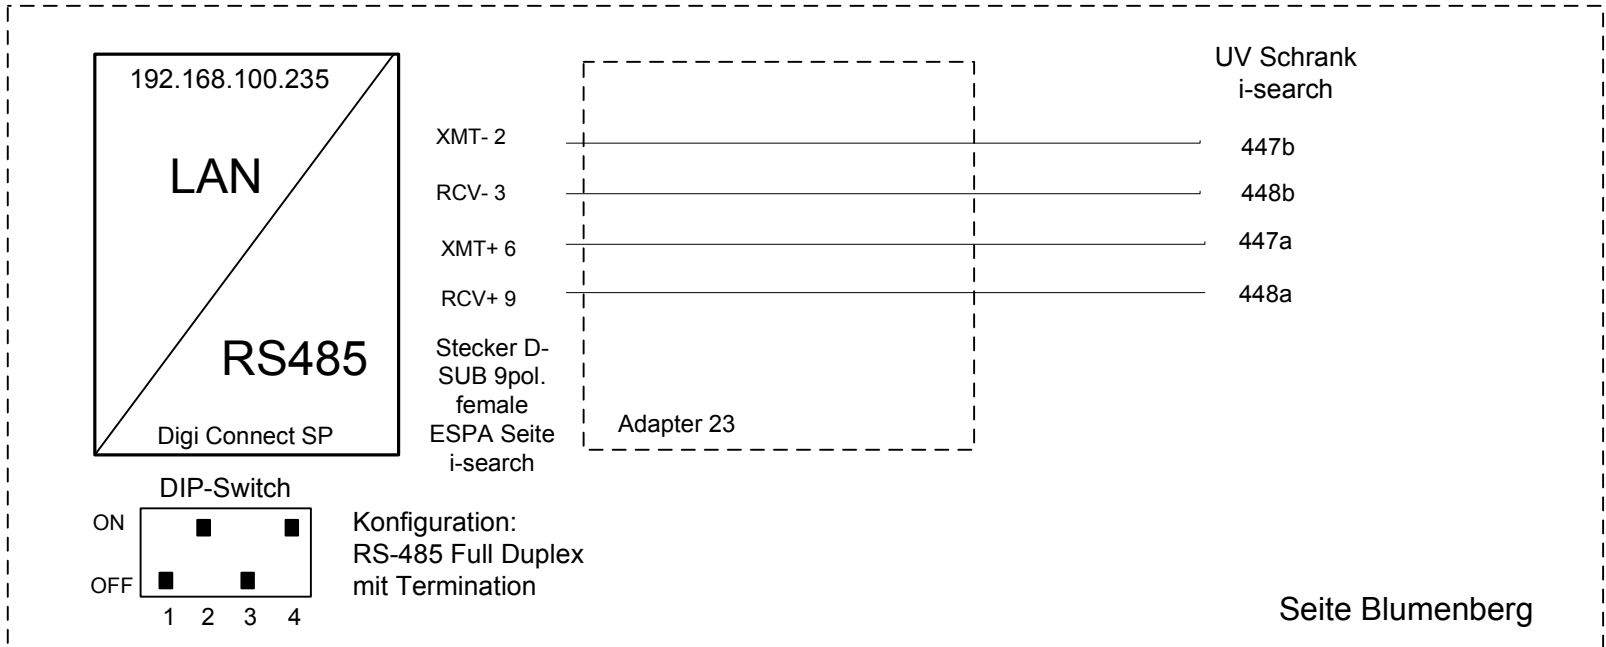 192.168.100.235
LAN
RS485
Digi Connect SP
XMT- 2
RCV- 3
XMT+ 6
RCV+ 9
Stecker D-
SUB 9pol.
female
ESPA Seite
i-search
Adapter 23
UV Schrank
i-search
447b
448b
447a
448a
DIP-Switch
ON
OFF
1 2 3 4
Konfiguration:
RS-485 Full Duplex
mit Termination
Seite Blumenberg